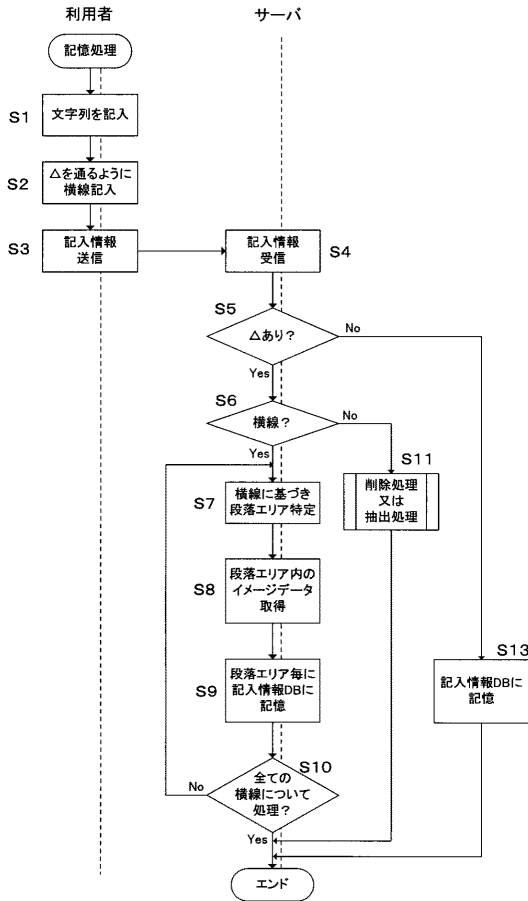 利用者
サーバ
記憶処理
S1
文字列を記入
S2
△を通るように
横線記入
S3
記入情報
送信
記入情報
受信
S4
S5
△あり?
No
Yes
S6
横線?
No
Yes
S11
削除処理
又は
抽出処理
S7
横線に基づき
段落エリア特定
S8
段落エリア内の
イメージデータ
取得
S13
記入情報DBに
記憶
S9
段落エリア毎に
記入情報DBに
記憶
S10
全ての
横線について
処理?
No
Yes
エンド